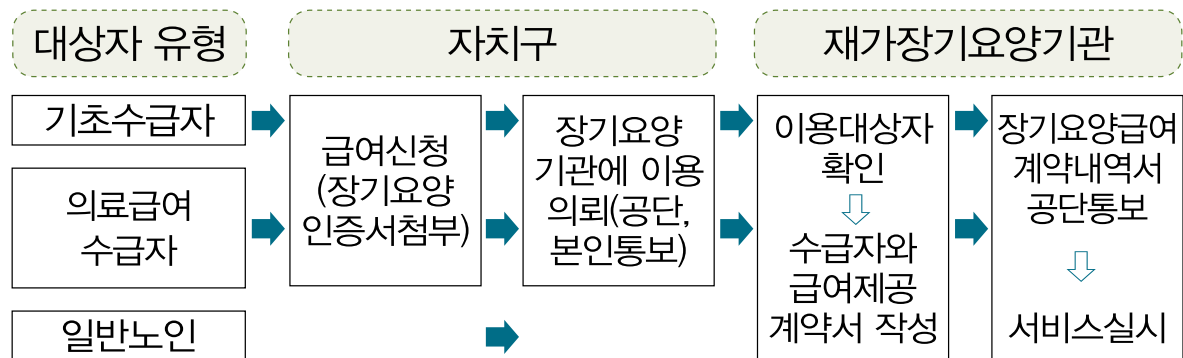 대상자 유형
자치구
재가장기요양기관
기초수급자
의료급여
수급자
일반노인
급여신청
(장기요양
인증서첨부)
장기요양
기관에 이용
의뢰(공단,
본인통보)
이용대상자
확인
수급자와
급여제공
계약서 작성
장기요양급여
계약내역서
공단통보
서비스실시